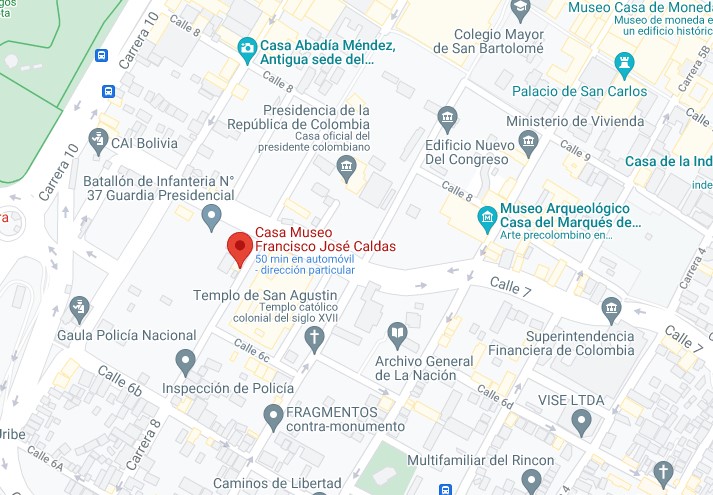 Museo Casa de Moneda
Museo de moneda e
un edificio históric
Colegio Mayor
de San Bartolomé
Carrera 10
Casa Abadía Méndez,
Antigua sede del...
Carrera 5B
Calle 8
Palacio de San Carlos
Presidencia de la
República de Colombia
Casa oficial del
presidente colombiano
Ministerio de Vivienda
CAI Bolivia
Edificio Nuevo
Del Congreso
Calle 9
Casa de la Inde
Carrera 10
Batallón de Infanteria N°
37 Guardia Presidencial
Calle 8
Museo Arqueológico
Casa del Marqués de...
Arte precolombino en...
Casa Museo
Francisco José Caldas
50 min en automóvil
- dirección particular
Carrera 4
Calle 7
Templo de San Agustin
Templo católico
colonial del siglo XVII
Gaula Policía Nacional
Superintendencia
Financiera de Colombia
Calle 7
Calle 6c
Archivo General
de La Nación
Inspección de Policía
Calle 6b
Calle 6d
VISE LTDA
FRAGMENTOS
contra-monumento
Carrera 8
Uribe
Calle 6A
Multifamiliar del Rincon
Caminos de Libertad